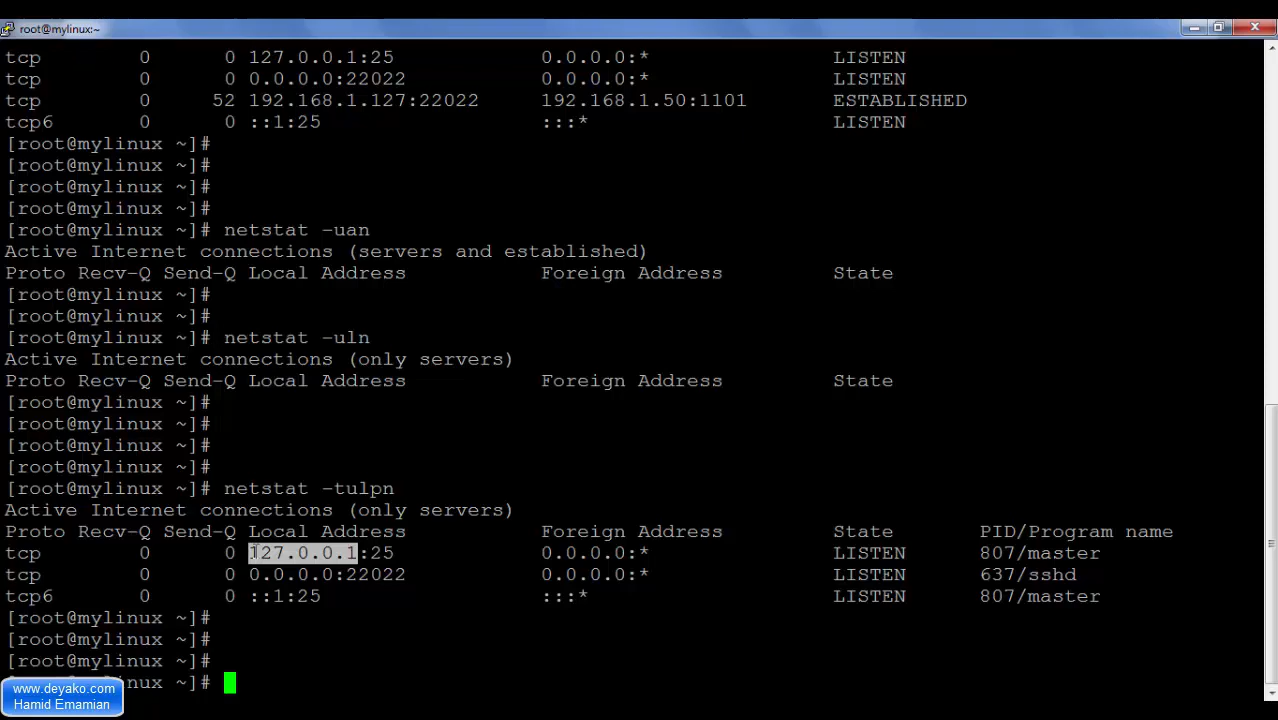 root@mylinux:~
tcp 0 0 127.0.0.1:25 0.0.0.0:* LISTEN
tcp 0 0 0.0.0.0:22022 0.0.0.0:* LISTEN
tcp 0 52 192.168.1.127:22022 192.168.1.50:1101 ESTABLISHED
tcp6 0 0 ::1:25 :::* LISTEN
[root@mylinux ~]#
[root@mylinux ~]#
[root@mylinux ~]#
[root@mylinux ~]#
[root@mylinux ~]# netstat -uan
Active Internet connections (servers and established)
Proto Recv-Q Send-Q Local Address Foreign Address State
[root@mylinux ~]#
[root@mylinux ~]#
[root@mylinux ~]# netstat -uln
Active Internet connections (only servers)
Proto Recv-Q Send-Q Local Address Foreign Address State
[root@mylinux ~]#
[root@mylinux ~]#
[root@mylinux ~]#
[root@mylinux ~]#
[root@mylinux ~]# netstat -tulpn
Active Internet connections (only servers)
Proto Recv-Q Send-Q Local Address Foreign Address State PID/Program name
tcp 0 0 127.0.0.1:25 0.0.0.0:* LISTEN 807/master
tcp 0 0 0.0.0.0:22022 0.0.0.0:* LISTEN 637/sshd
tcp6 0 0 ::1:25 :::* LISTEN 807/master
[root@mylinux ~]#
[root@mylinux ~]#
[root@mylinux ~]#
inux ~]#
www.deyako.com
Hamid Emamian